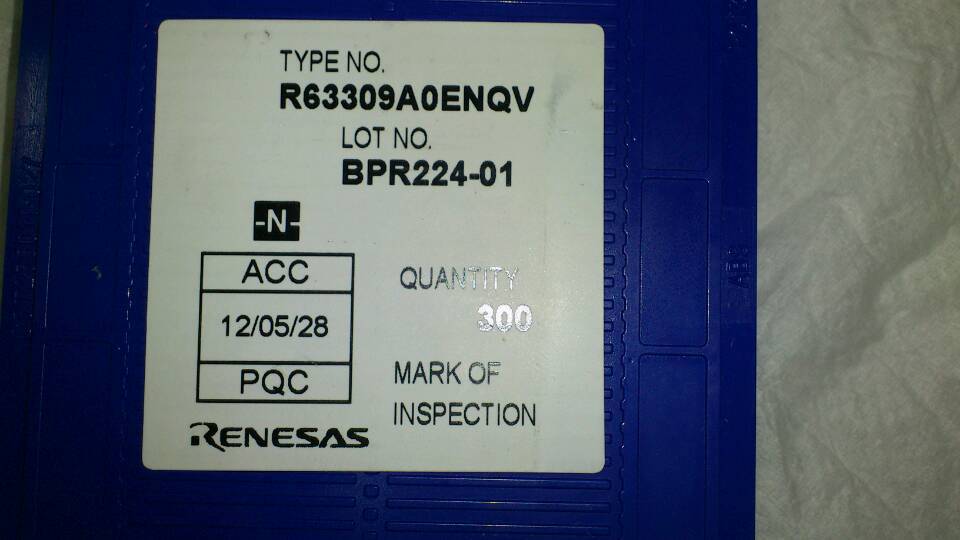 TYPE NO.
R63309A0ENQV
LOT NO.
BPR224-01
-N-
ACC
12/05/28
PQC
QUANTITY
300
MARK OF
INSPECTION
RENESAS